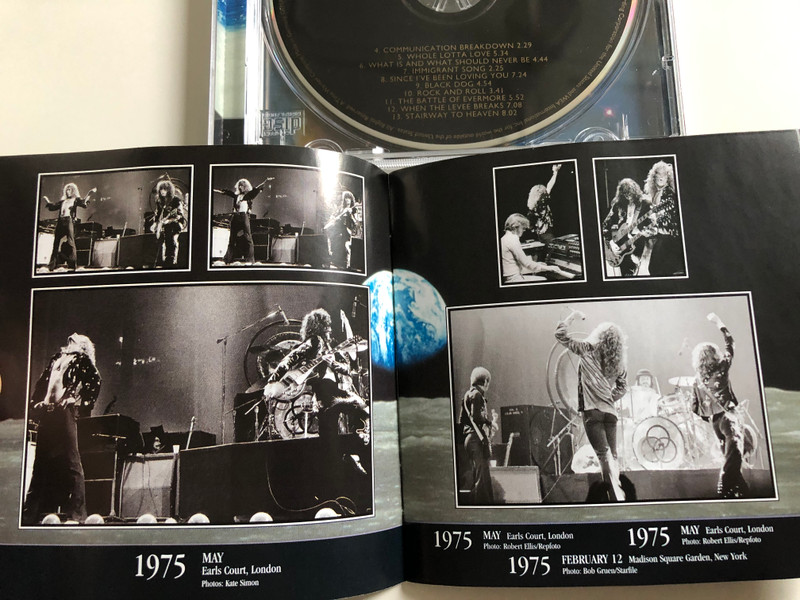 4. COMMUNICATION BREAKDOWN 2.29
5. WHOLE LOTTA LOVE 5.34
6. WHAT IS AND WHAT SHOULD NEVER BE 4.44
7. IMMIGRANT SONG 2.25
8. SINCE I'VE BEEN LOVING YOU 7.24
9. BLACK DOG 4.54
10. ROCK AND ROLL 3.41
11. THE BATTLE OF EVERMORE 5.52
12. WHEN THE LEVEE BREAKS 7.08
13. STAIRWAY TO HEAVEN 8.02
1975 MAY
Earls Court, London
Photos: Kate Simon
1975 MAY Earls Court, London
Photo: Robert Ellis/Repfoto
1975 MAY Earls Court, London
Photo: Robert Ellis/Repfoto
1975 FEBRUARY 12 Madison Square Garden, New York
Photo: Bob Gruen/Starfile